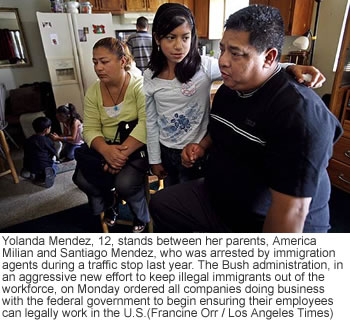 Yolanda Mendez, 12, stands between her parents, America
Milian and Santiago Mendez, who was arrested by immigration
agents during a traffic stop last year. The Bush administration, in
an aggressive new effort to keep illegal immigrants out of the
workforce, on Monday ordered all companies doing business
with the federal government to begin ensuring their employees
can legally work in the U.S.(Francine Orr / Los Angeles Times)